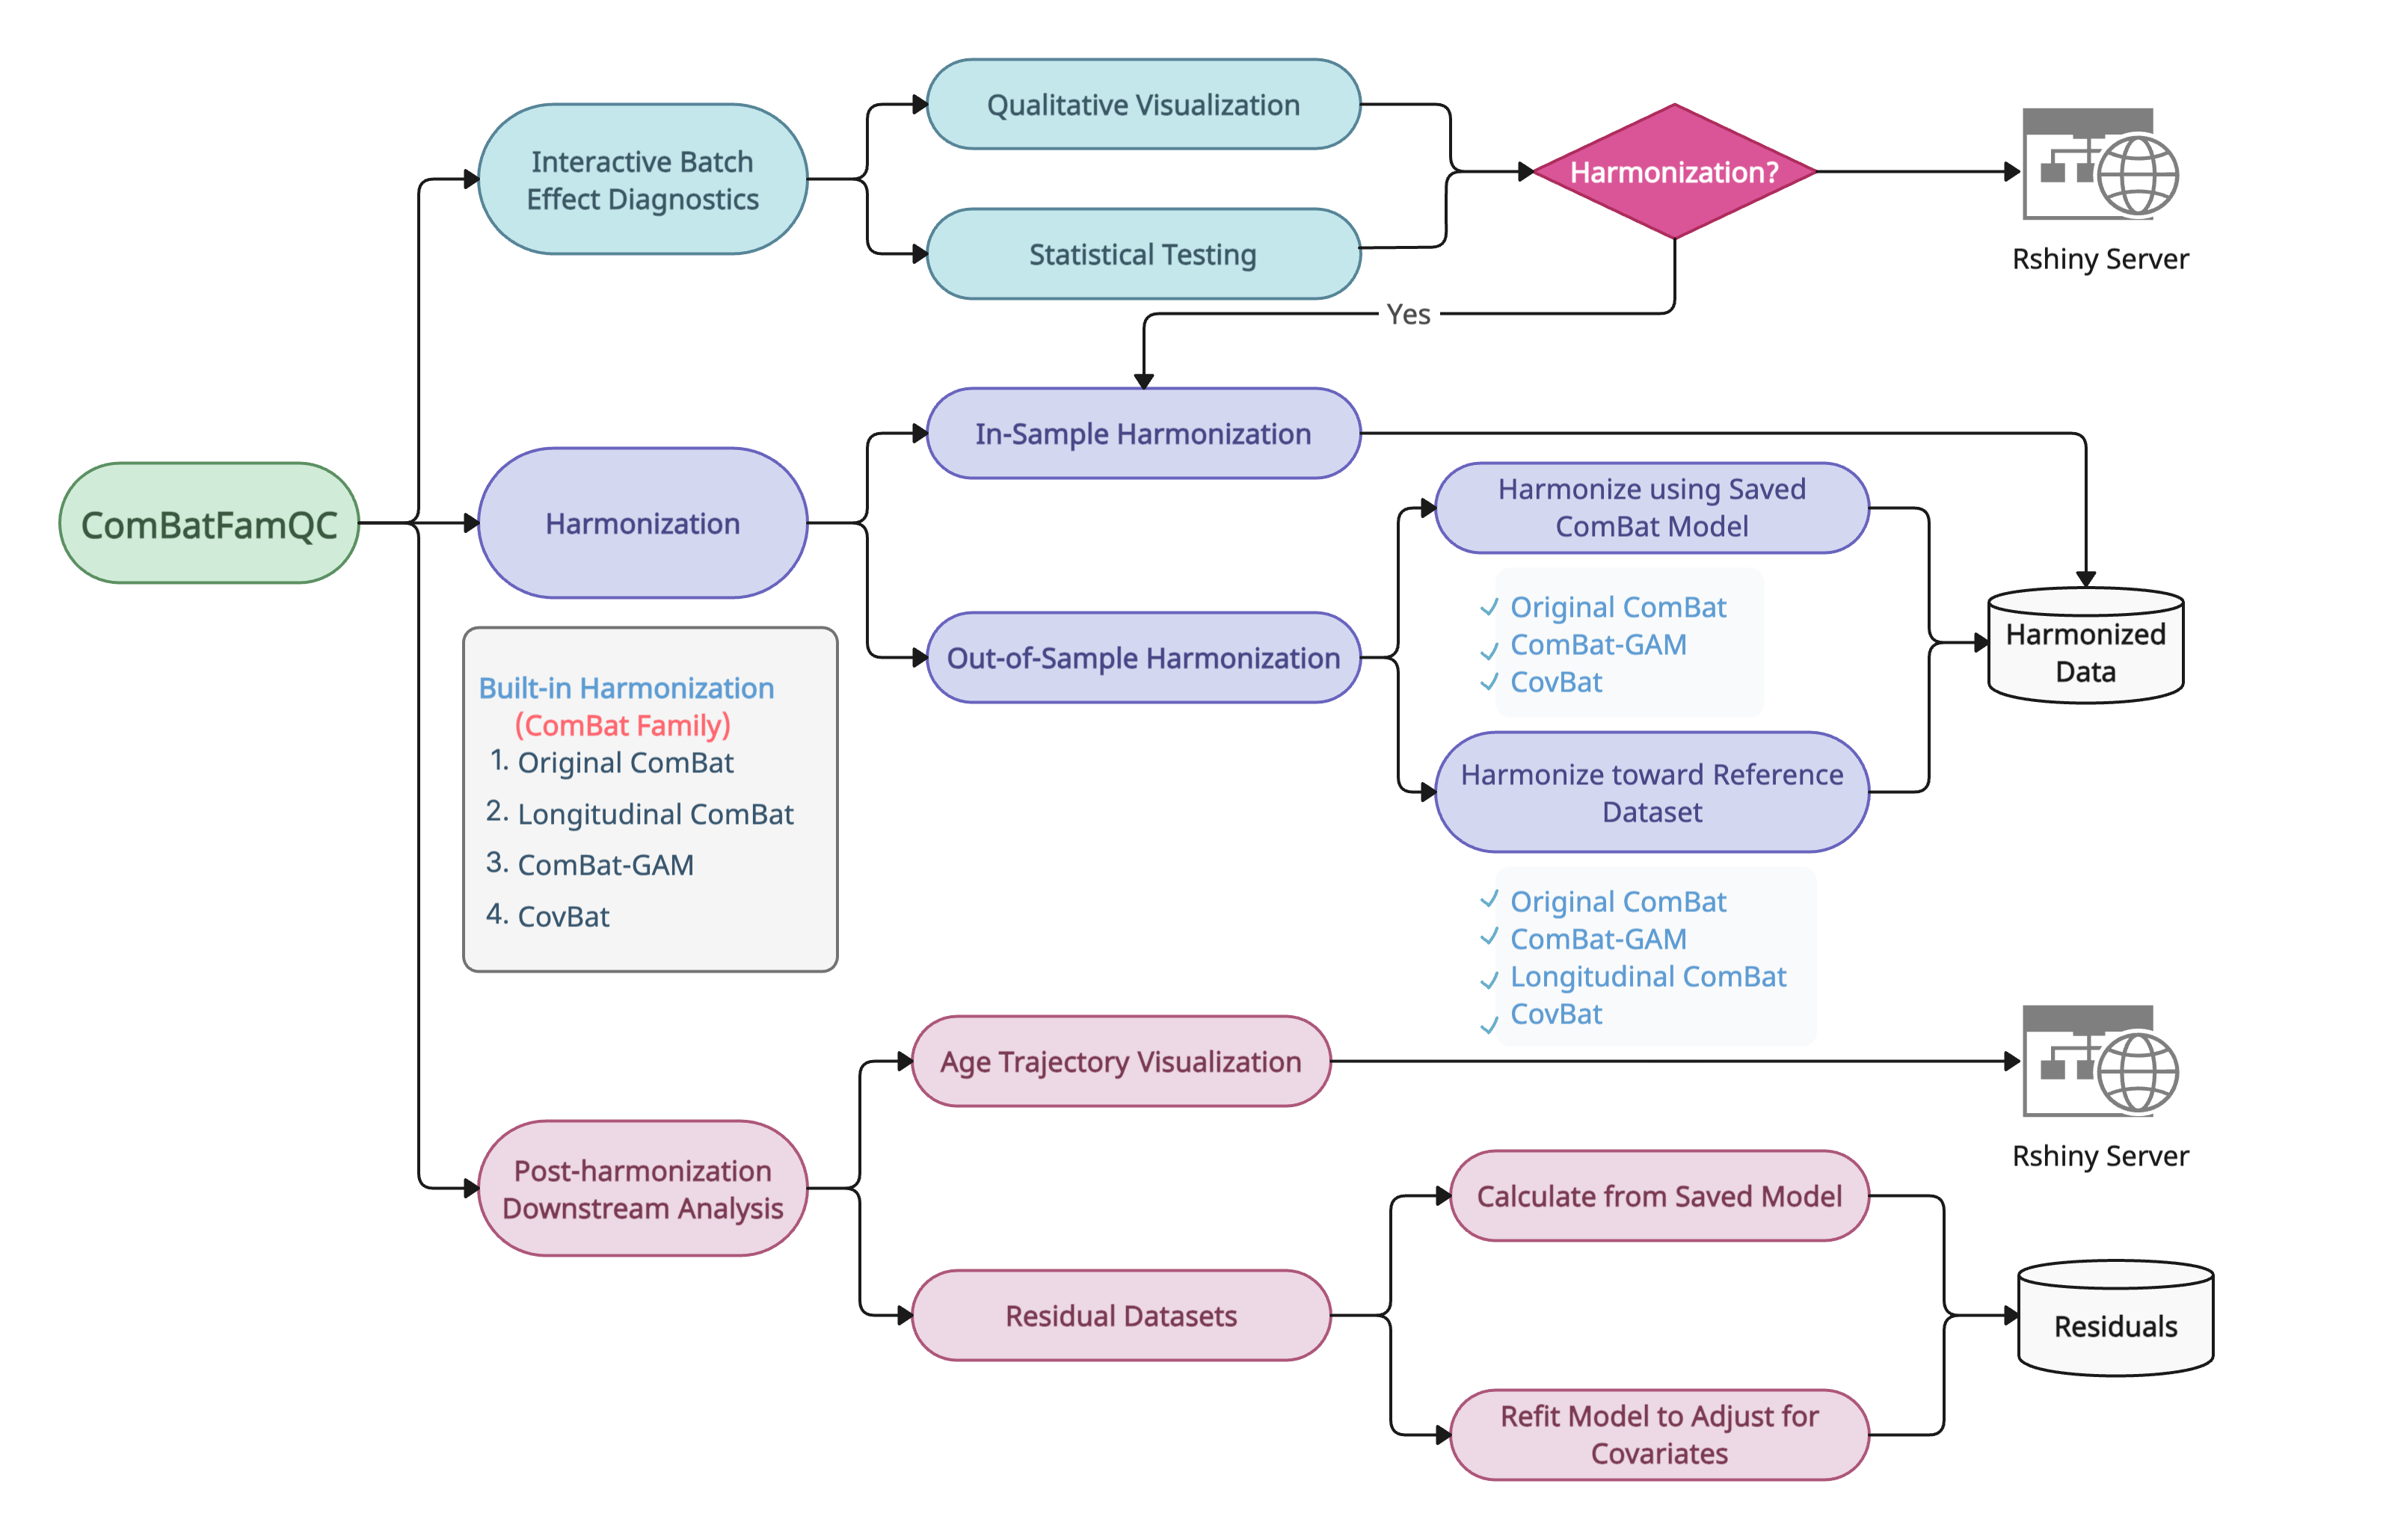 Qualitative Visualization
Interactive Batch
Effect Diagnostics
Harmonization?
Statistical Testing
Rshiny Server
Yes
In-Sample Harmonization
ComBatFamQC
Harmonization
Harmonize using Saved
ComBat Model
Original ComBat
ComBat-GAM
CovBat
Out-of-Sample Harmonization
Harmonized
Data
Built-in Harmonization
(ComBat Family)
1. Original ComBat
2. Longitudinal ComBat
3. ComBat-GAM
4. CovBat
Harmonize toward Reference
Dataset
Original ComBat
ComBat-GAM
Longitudinal ComBat
CovBat
Age Trajectory Visualization
Rshiny Server
Post-harmonization
Downstream Analysis
Calculate from Saved Model
Residual Datasets
Residuals
Refit Model to Adjust for
Covariates